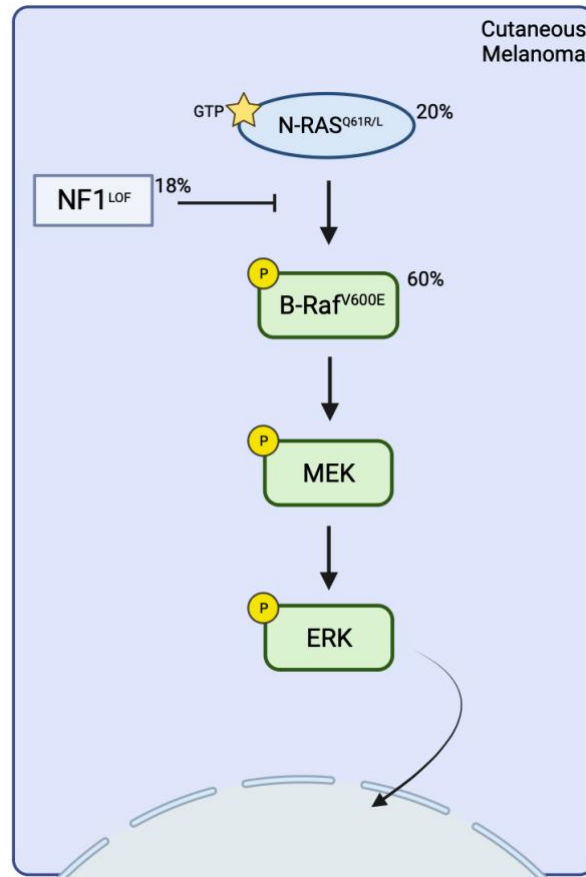 Cutaneous
Melanoma
GTP
N-RAS Q61R/L
20%
NF1 LOF
18%
P
B-Raf V600E
60%
P
MEK
P
ERK